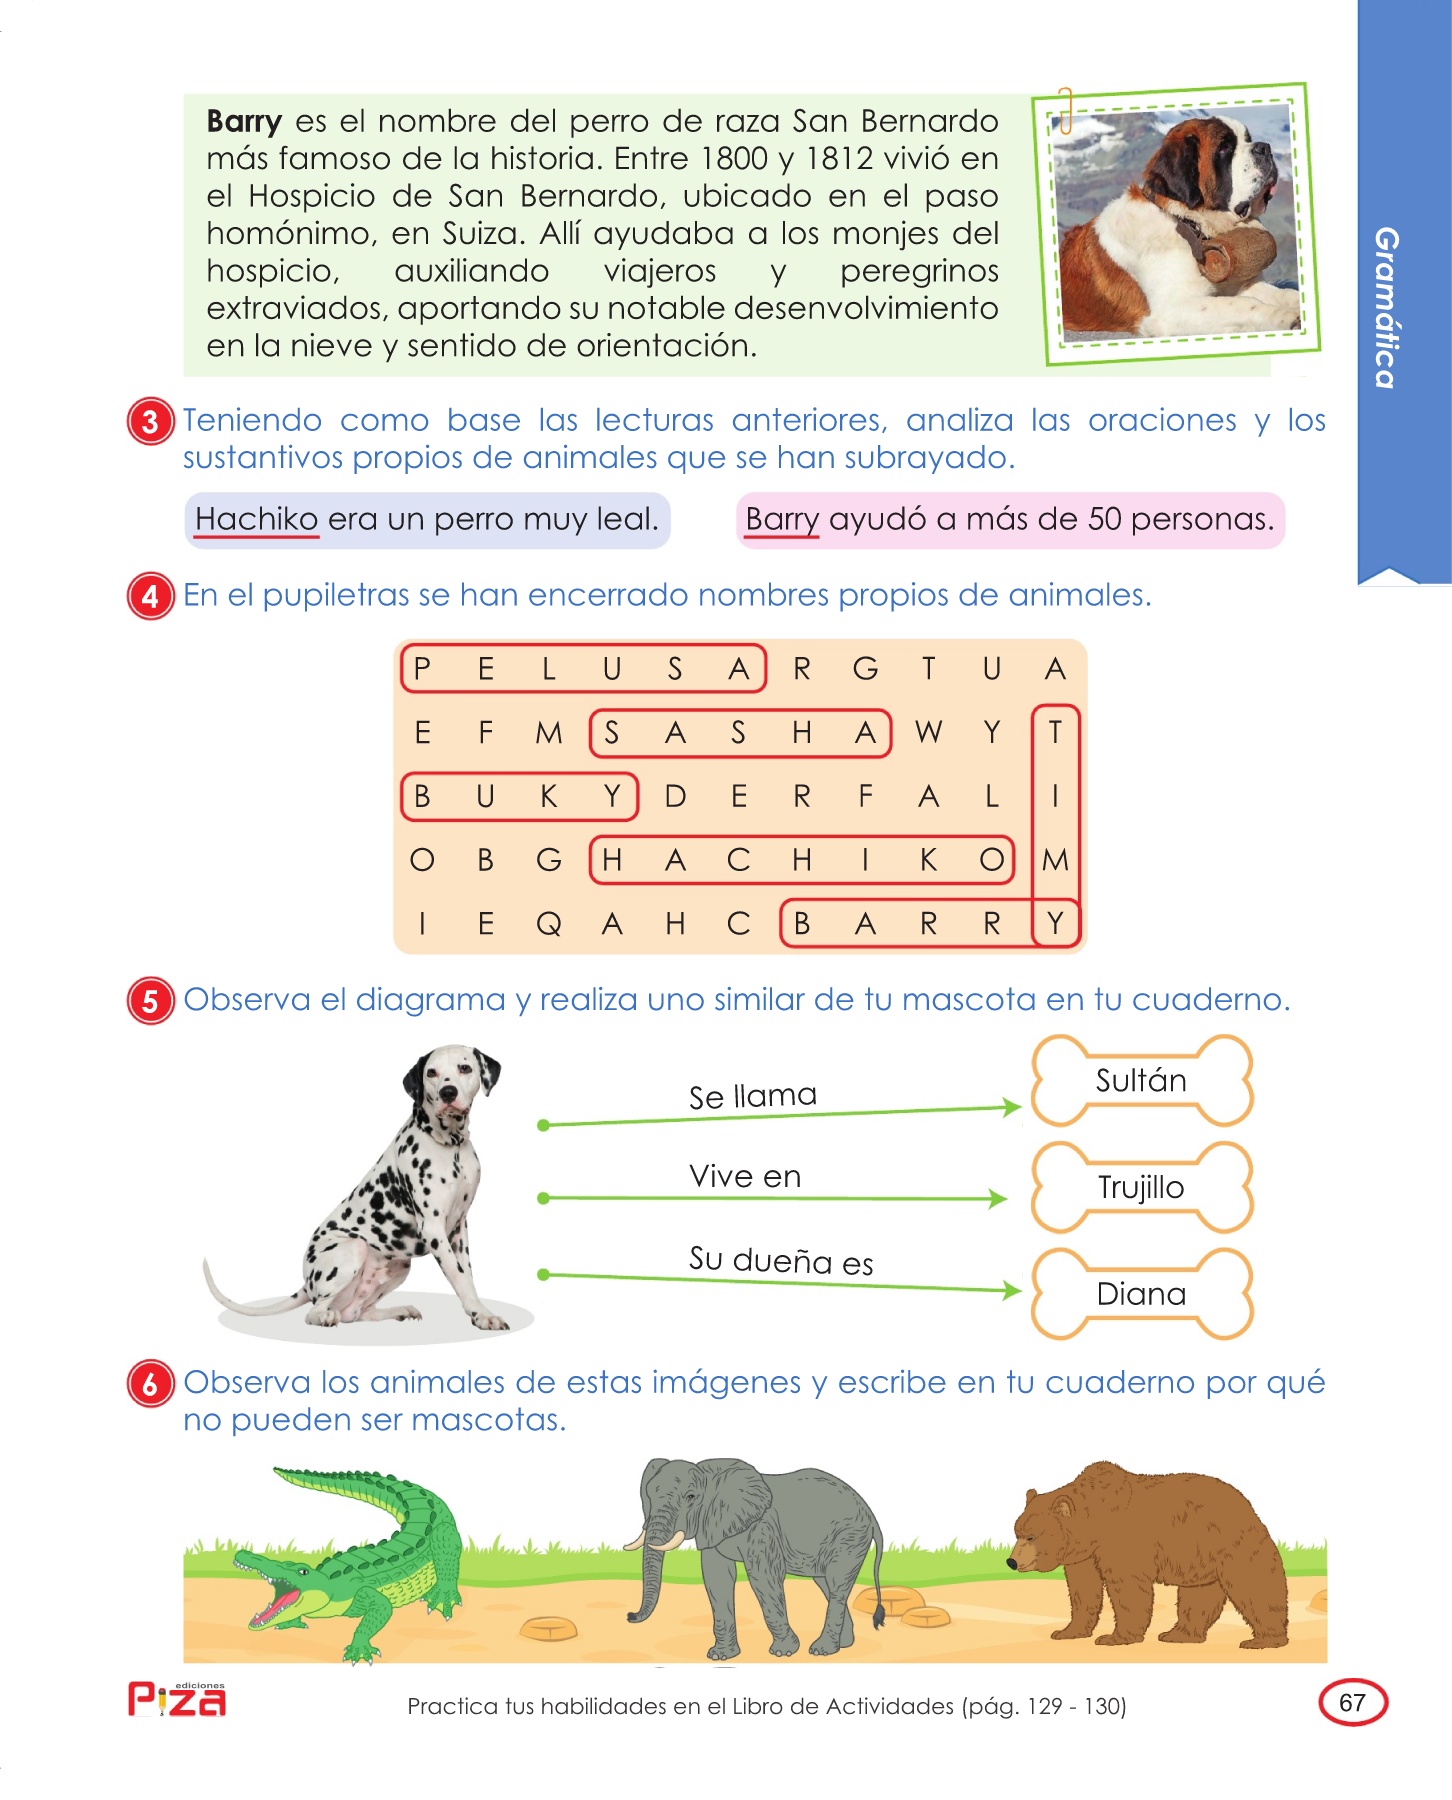 Barry es el nombre del perro de raza San Bernardo
más famoso de la historia. Entre 1800 y 1812 vivió en
el Hospicio de San Bernardo, ubicado en el paso
homónimo, en Suiza. Allí ayudaba a los monjes del
hospicio, auxiliando viajeros y peregrinos
extraviados, aportando su notable desenvolvimiento
en la nieve y sentido de orientación.
Gramática
3 Teniendo como base las lecturas anteriores, analiza las oraciones y los
sustantivos propios de animales que se han subrayado.
Hachiko era un perro muy leal.
Barry ayudó a más de 50 personas.
4 En el pupiletras se han encerrado nombres propios de animales.
P E L U S A R G T U A
E F M S A S H A W Y T
B U K Y D E R F A L I
O B G H A C H I K O M
I E Q A H C B A R R Y
5 Observa el diagrama y realiza uno similar de tu mascota en tu cuaderno.
Se llama
Sultán
Vive en
Trujillo
Su dueña es
Diana
6 Observa los animales de estas imágenes y escribe en tu cuaderno por qué
no pueden ser mascotas.
ediciones
Piza
Practica tus habilidades en el Libro de Actividades (pág. 129 - 130)
67